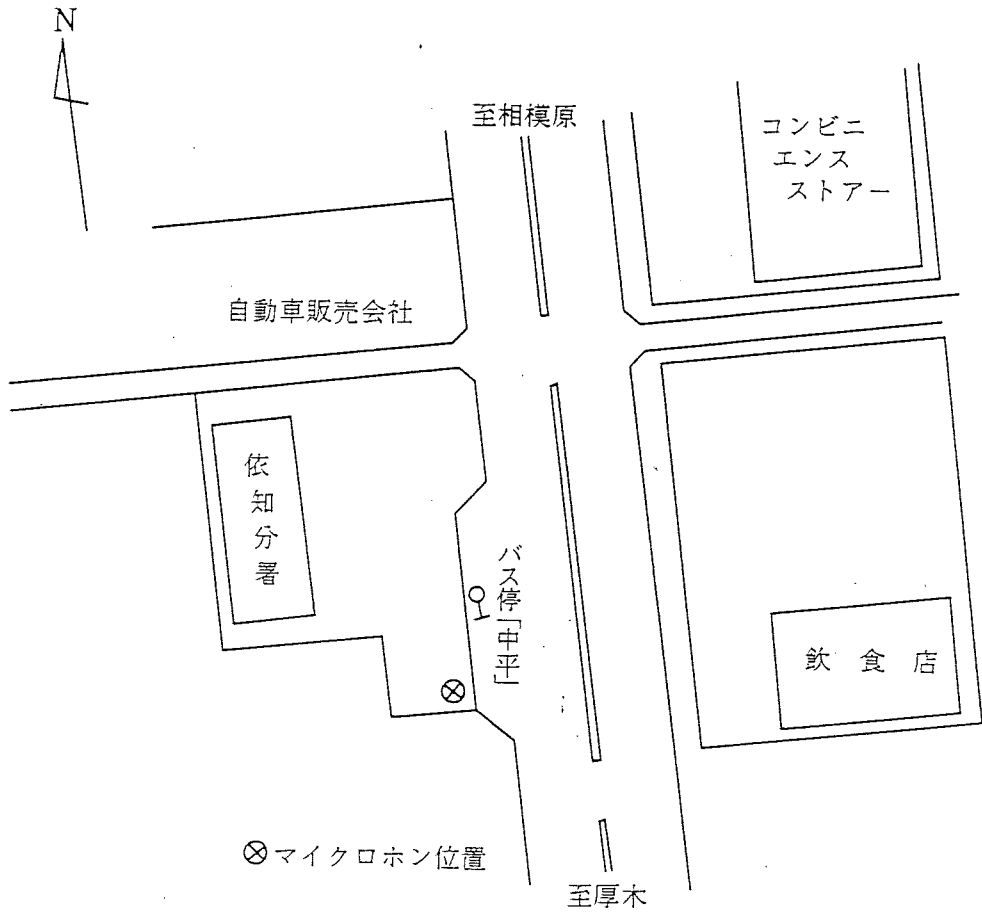 N
至相模原
コンビニ
エンス
ストアー
自動車販売会社
依知分署
バス停「中平」
飲食店
⊗マイクロホン位置
至厚木